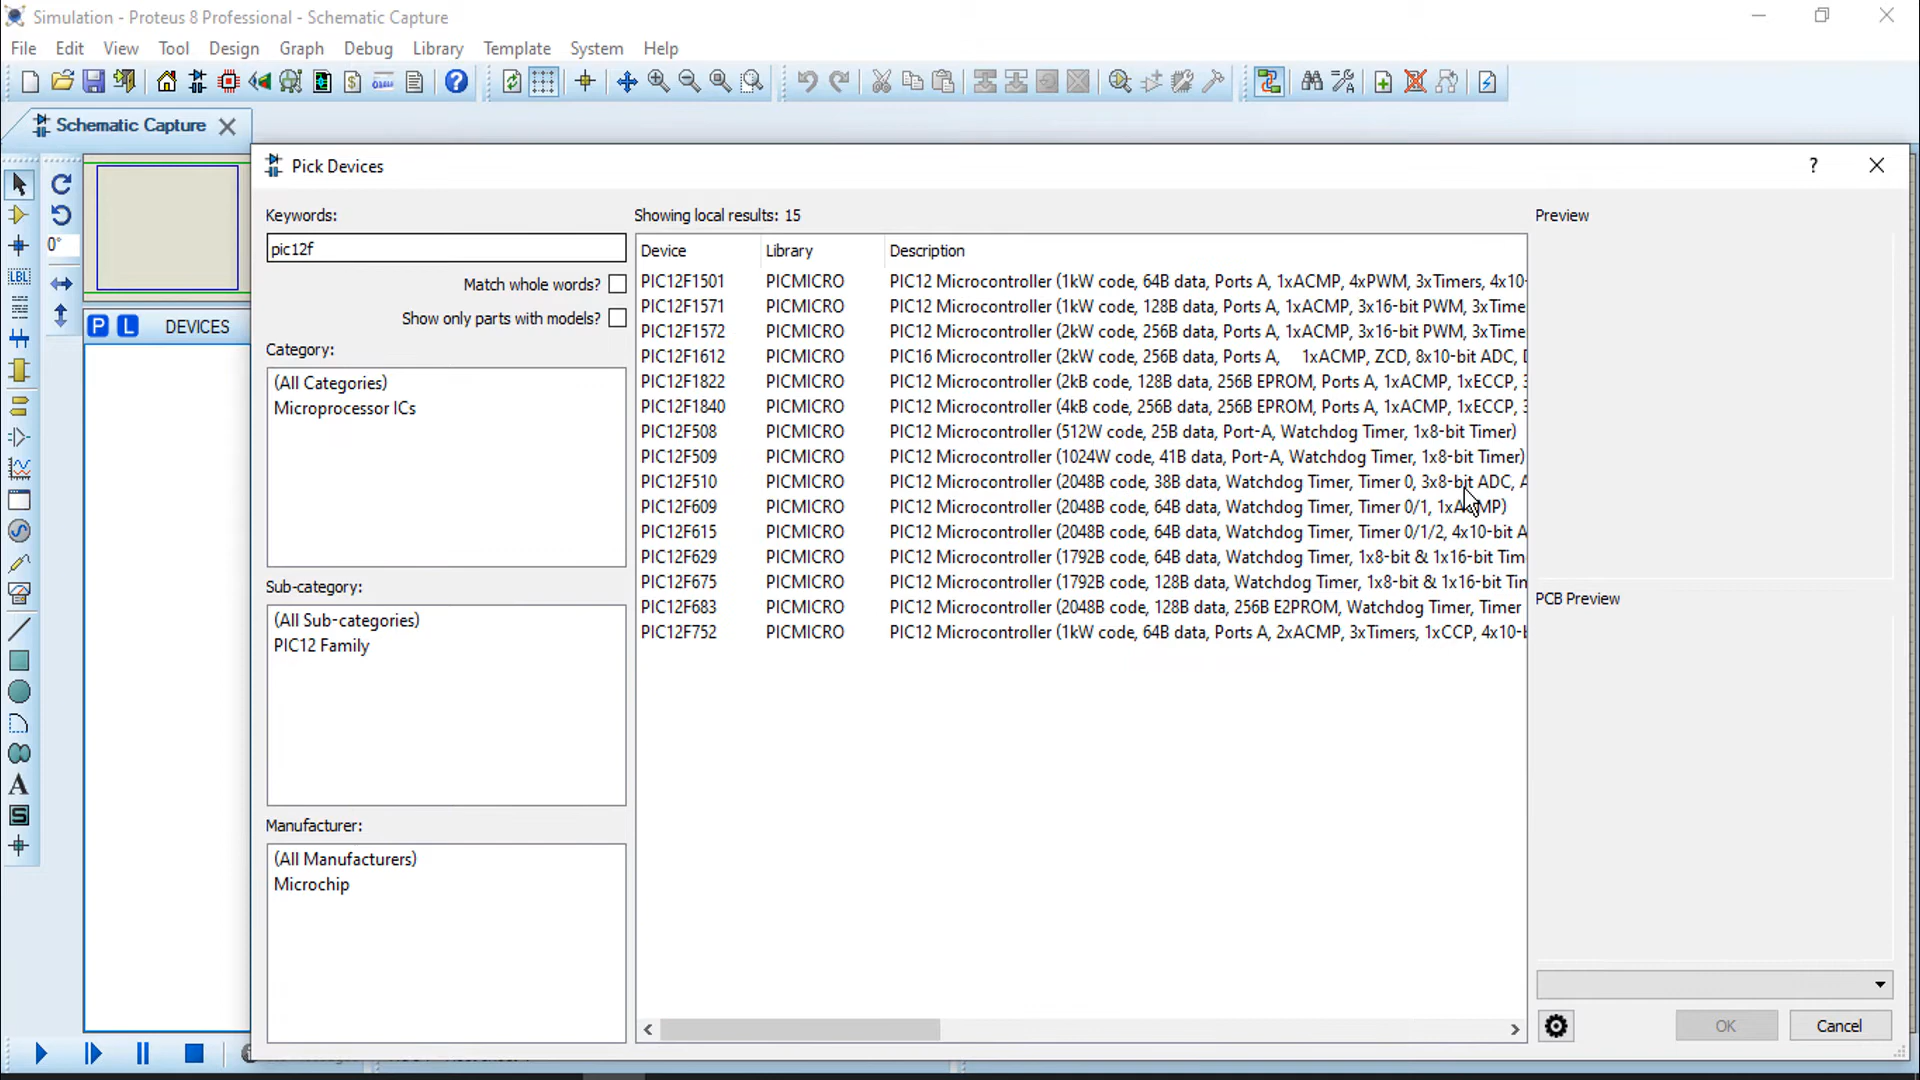 Simulation - Proteus 8 Professional - Schematic Capture
File Edit View Tool Design Graph Debug Library Template System Help
Schematic Capture
Pick Devices
Keywords:
pic12f
Match whole words?
Show only parts with models?
Category:
(All Categories)
Microprocessor ICs
Sub-category:
(All Sub-categories)
PIC12 Family
Manufacturer:
(All Manufacturers)
Microchip
0°
LBL
P L DEVICES
A
S
Showing local results: 15
Device Library Description
PIC12F1501 PICMICRO PIC12 Microcontroller (1kW code, 64B data, Ports A, 1xACMP, 4xPWM, 3xTimers, 4x10-
PIC12F1571 PICMICRO PIC12 Microcontroller (1kW code, 128B data, Ports A, 1xACMP, 3x16-bit PWM, 3xTime
PIC12F1572 PICMICRO PIC12 Microcontroller (2kW code, 256B data, Ports A, 1xACMP, 3x16-bit PWM, 3xTime
PIC12F1612 PICMICRO PIC16 Microcontroller (2kW code, 256B data, Ports A, 1xACMP, ZCD, 8x10-bit ADC, D
PIC12F1822 PICMICRO PIC12 Microcontroller (2kB code, 128B data, 256B EPROM, Ports A, 1xACMP, 1xECCP, 3
PIC12F1840 PICMICRO PIC12 Microcontroller (4kB code, 256B data, 256B EPROM, Ports A, 1xACMP, 1xECCP, 3
PIC12F508 PICMICRO PIC12 Microcontroller (512W code, 25B data, Port-A, Watchdog Timer, 1x8-bit Timer)
PIC12F509 PICMICRO PIC12 Microcontroller (1024W code, 41B data, Port-A, Watchdog Timer, 1x8-bit Timer)
PIC12F510 PICMICRO PIC12 Microcontroller (2048B code, 38B data, Watchdog Timer, Timer 0, 3x8-bit ADC, A
PIC12F609 PICMICRO PIC12 Microcontroller (2048B code, 64B data, Watchdog Timer, Timer 0/1, 1xACMP)
PIC12F615 PICMICRO PIC12 Microcontroller (2048B code, 64B data, Watchdog Timer, Timer 0/1/2, 4x10-bit A
PIC12F629 PICMICRO PIC12 Microcontroller (1792B code, 64B data, Watchdog Timer, 1x8-bit & 1x16-bit Tim
PIC12F675 PICMICRO PIC12 Microcontroller (1792B code, 128B data, Watchdog Timer, 1x8-bit & 1x16-bit Tin
PIC12F683 PICMICRO PIC12 Microcontroller (2048B code, 128B data, 256B E2PROM, Watchdog Timer, Timer
PIC12F752 PICMICRO PIC12 Microcontroller (1kW code, 64B data, Ports A, 2xACMP, 3xTimers, 1xCCP, 4x10-b
Preview
PCB Preview
OK Cancel